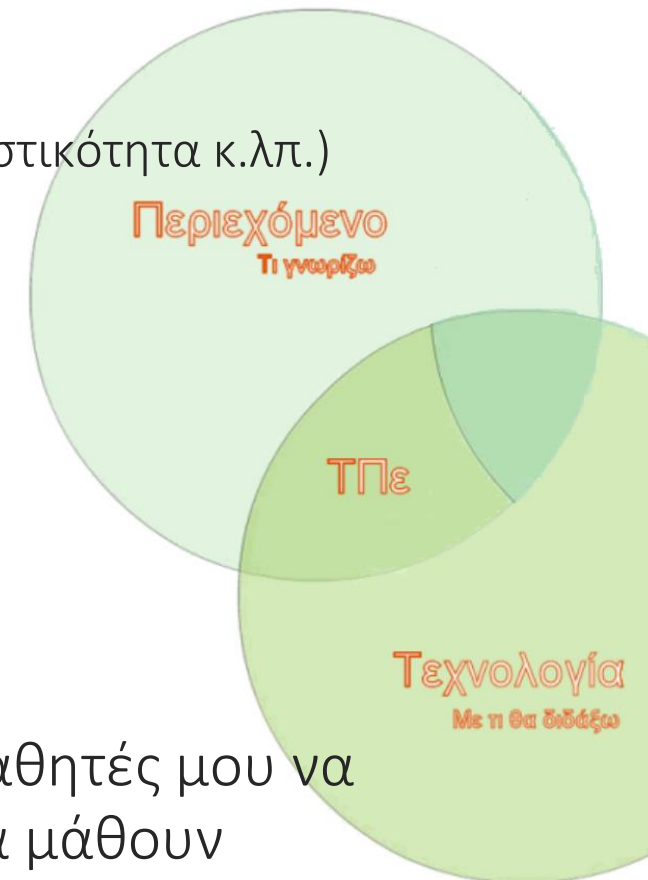 στικότητα κ.λπ.)
Περιεχόμενο
Τι γνωρίζω
ΤΠε
Τεχνολογία
Με τι θα διδάξω
αθητές μου να
α μάθουν